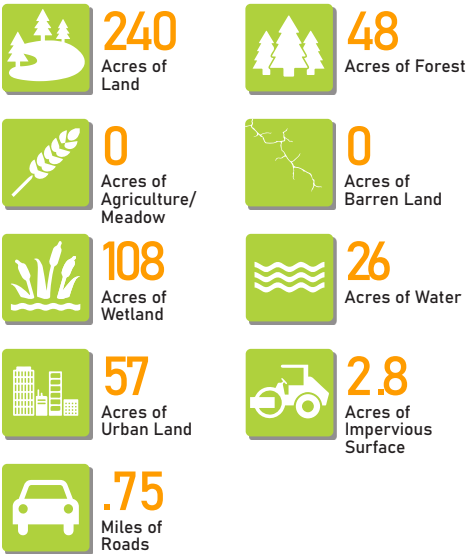 240
Acres of
Land
48
Acres of Forest
0
Acres of
Agriculture/
Meadow
0
Acres of
Barren Land
108
Acres of
Wetland
26
Acres of Water
57
Acres of
Urban Land
2.8
Acres of
Impervious
Surface
.75
Miles of
Roads